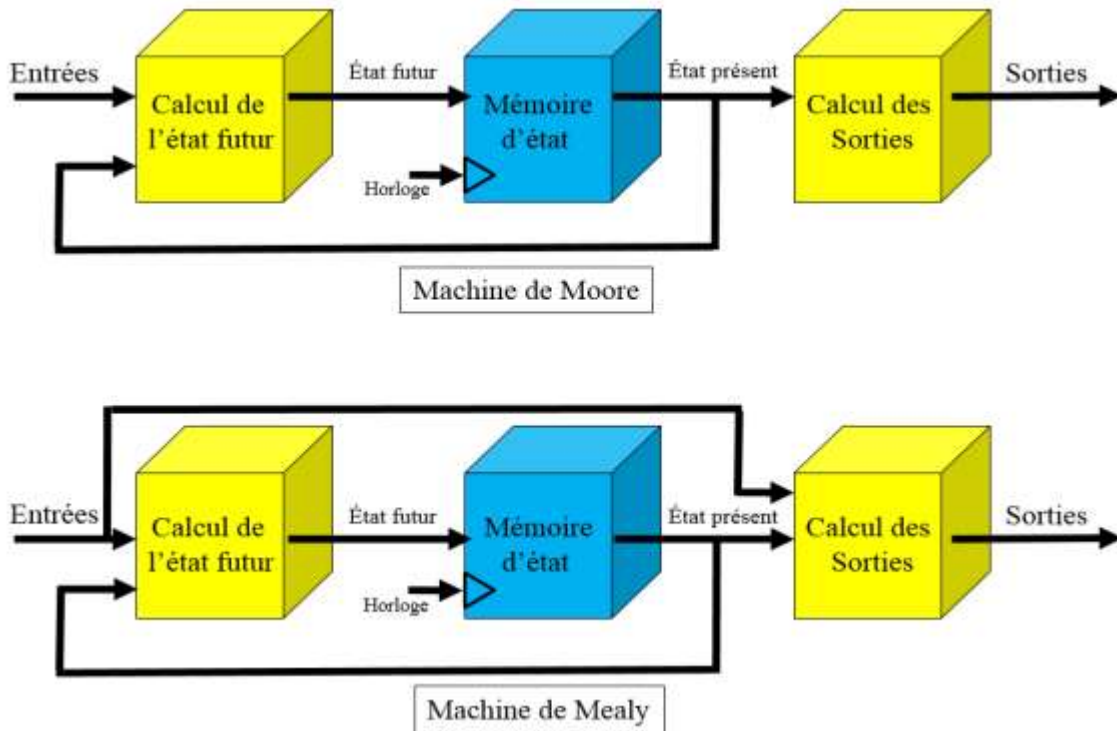 Entrées
Calcul de
l'état futur
État futur
Mémoire
d'état
Horloge
État présent
Calcul des
Sorties
Sorties
Machine de Moore
Entrées
Calcul de
l'état futur
État futur
Mémoire
d'état
Horloge
État présent
Calcul des
Sorties
Sorties
Machine de Mealy